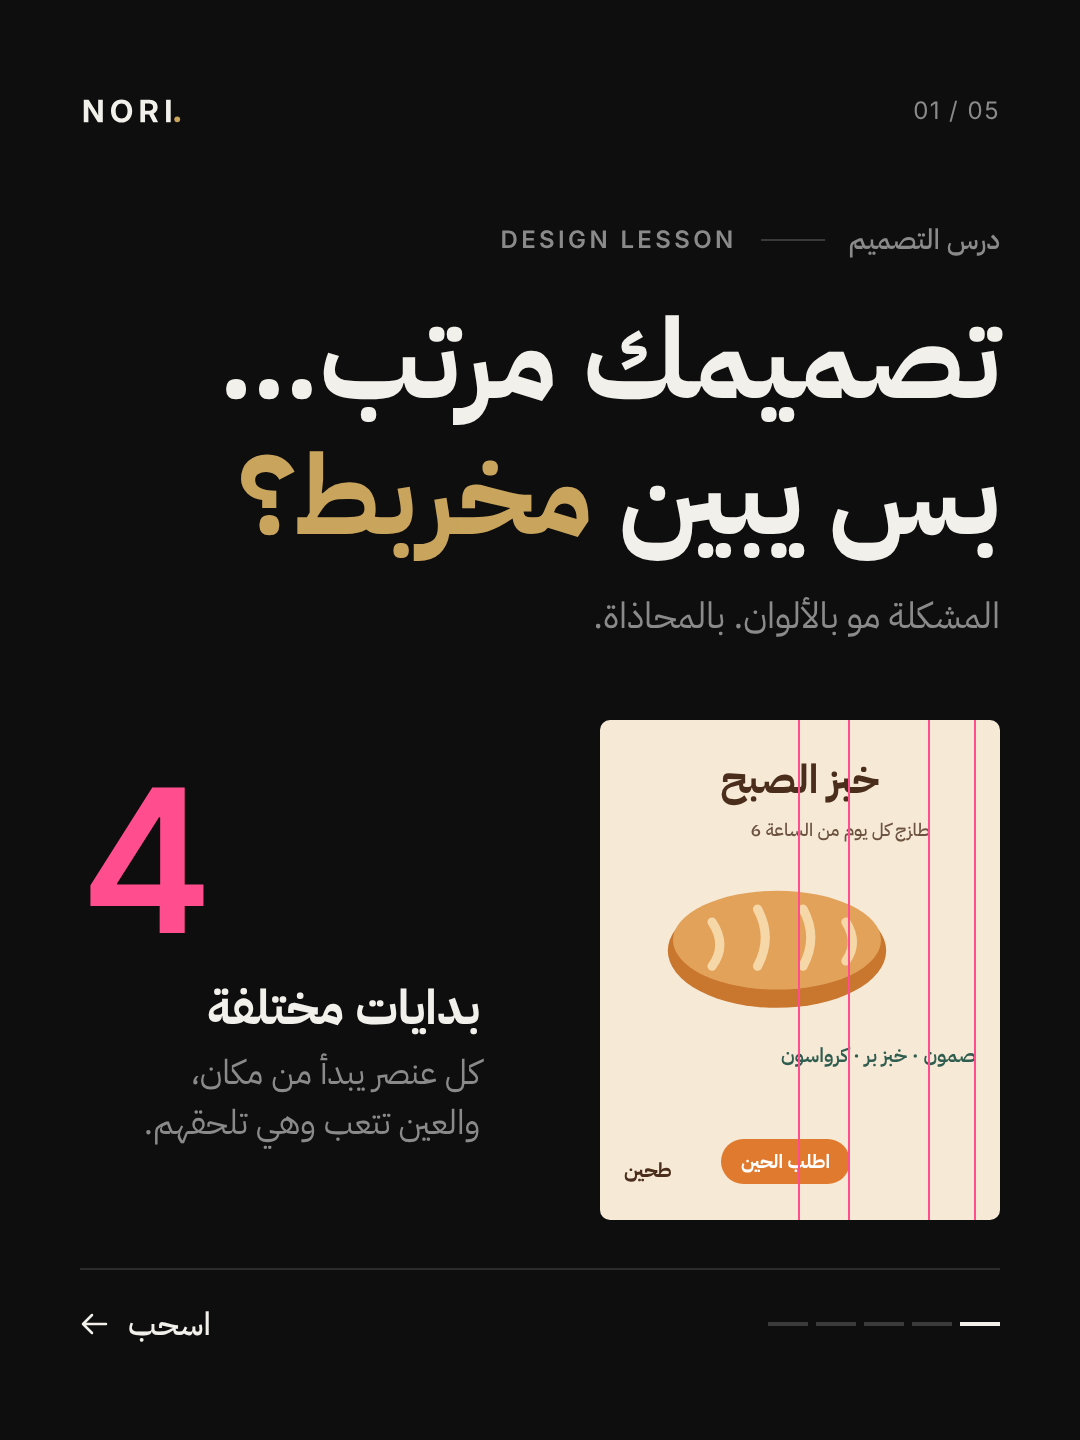 NORI.
01 / 05
درس التصميم — DESIGN LESSON
تصميمك مرتب...
بس يبين مخربط؟
المشكلة مو بالألوان. بالمحاذاة.
خبز الصبح
طازج كل يوم من الساعة 6
صمون · خبز بر · كرواسون
اطلب الحين
طحين
4
بدايات مختلفة
كل عنصر يبدأ من مكان،
والعين تتعب وهي تلحقهم.
اسحب ←